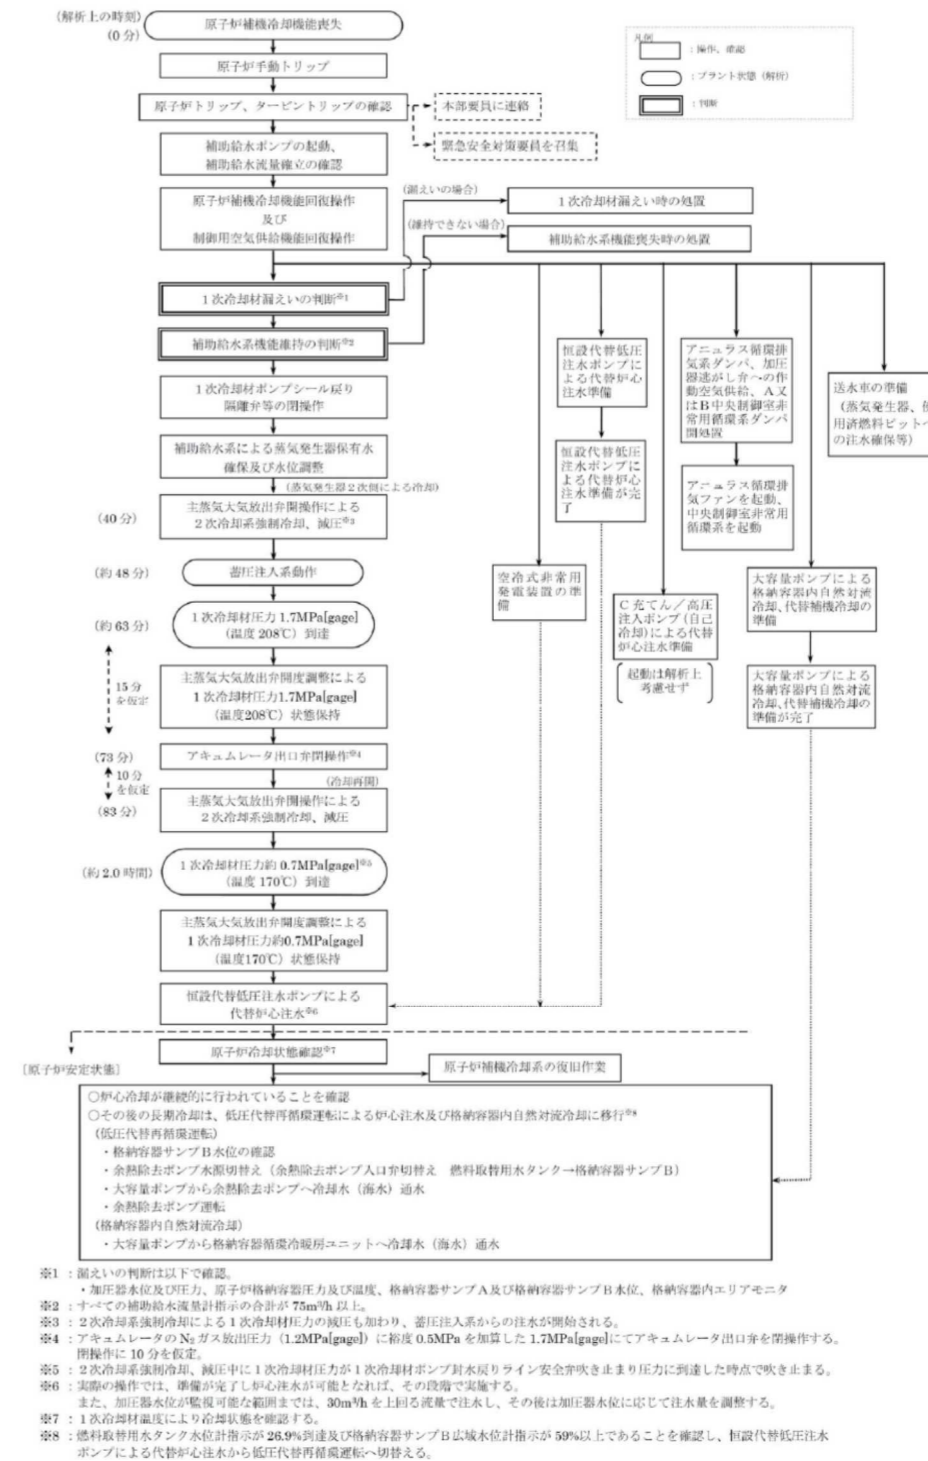 (解析上の時刻)
(0 分)
原子炉補機冷却機能喪失
凡例
：操作、確認
：プラント状態（解析）
：判断
原子炉手動トリップ
原子炉トリップ、タービントリップの確認
本部要員に連絡
緊急安全対策要員を召集
補助給水ポンプの起動、
補助給水流量確立の確認
原子炉補機冷却機能回復操作
及び
制御用空気供給機能回復操作
(漏えいの場合)
1次冷却材漏えい時の処置
(維持できない場合)
補助給水系機能喪失時の処置
1次冷却材漏えいの判断※1
補助給水系機能維持の判断※2
1次冷却材ポンプシール戻り
隔離弁等の閉操作
補助給水系による蒸気発生器保有水
確保及び水位調整
(蒸気発生器2次側による冷却)
(40 分)
主蒸気大気放出弁開操作による
2次冷却系強制冷却、減圧※3
(約 48 分)
蓄圧注入系動作
(約 63 分)
1次冷却材圧力 1.7MPa[gage]
(温度 208℃) 到達
15 分
を仮定
主蒸気大気放出弁開度調整による
1次冷却材圧力1.7MPa[gage]
(温度208℃) 状態保持
(73 分)
アキュムレータ出口弁閉操作※4
10 分
を仮定
(冷却再開)
(83 分)
主蒸気大気放出弁開操作による
2次冷却系強制冷却、減圧
(約 2.0 時間)
1次冷却材圧力約 0.7MPa[gage]※5
(温度 170℃) 到達
主蒸気大気放出弁開度調整による
1次冷却材圧力約0.7MPa[gage]
(温度170℃) 状態保持
恒設代替低圧注水ポンプによる
代替炉心注水※6
恒設代替低圧
注水ポンプに
よる代替炉心
注水準備
恒設代替低圧
注水ポンプに
よる代替炉心
注水準備が完
了
空冷式非常用
発電装置の準
備
C充てん／高圧
注入ポンプ(自己
冷却)による代替
炉心注水準備
起動は解析上
考慮せず
アニュラス循環排
気系ダンパ、加圧
器逃がし弁への作
動空気供給、A又
はB中央制御室非
常用循環系ダンパ
開処置
アニュラス循環排
気ファンを起動、
中央制御室非常用
循環系を起動
大容量ポンプによる
格納容器内自然対流
冷却、代替補機冷却の
準備
大容量ポンプによる
格納容器内自然対流
冷却、代替補機冷却の
準備が完了
送水車の準備
(蒸気発生器、使
用済燃料ピットへ
の注水確保等)
[原子炉安定状態]
原子炉冷却状態確認※7
原子炉補機冷却系の復旧作業
○炉心冷却が継続的に行われていることを確認
○その後の長期冷却は、低圧代替再循環運転による炉心注水及び格納容器内自然対流冷却に移行※8
(低圧代替再循環運転)
・格納容器サンプB水位の確認
・余熱除去ポンプ水源切替え（余熱除去ポンプ入口弁切替え　燃料取替用水タンク→格納容器サンプB）
・大容量ポンプから余熱除去ポンプへ冷却水（海水）通水
・余熱除去ポンプ運転
(格納容器内自然対流冷却)
・大容量ポンプから格納容器循環冷暖房ユニットへ冷却水（海水）通水
※1 ：漏えいの判断は以下で確認。
・加圧器水位及び圧力、原子炉格納容器圧力及び温度、格納容器サンプA及び格納容器サンプB水位、格納容器内エリアモニタ
※2 ：すべての補助給水流量計指示の合計が 75m³/h 以上。
※3 ：2次冷却系強制冷却による1次冷却材圧力の減圧も加わり、蓄圧注入系からの注水が開始される。
※4 ：アキュムレータのN₂ガス放出圧力（1.2MPa[gage]）に裕度 0.5MPa を加算した 1.7MPa[gage]にてアキュムレータ出口弁を閉操作する。
閉操作に 10 分を仮定。
※5 ：2次冷却系強制冷却、減圧中に1次冷却材圧力が1次冷却材ポンプ封水戻りライン安全弁吹き止まり圧力に到達した時点で吹き止まる。
※6 ：実際の操作では、準備が完了し炉心注水が可能となれば、その段階で実施する。
また、加圧器水位が監視可能な範囲までは、30m³/h を上回る流量で注水し、その後は加圧器水位に応じて注水量を調整する。
※7 ：1次冷却材温度により冷却状態を確認する。
※8 ：燃料取替用水タンク水位計指示が 26.9%到達及び格納容器サンプB広域水位計指示が 59%以上であることを確認し、恒設代替低圧注水
ポンプによる代替炉心注水から低圧代替再循環運転へ切替える。